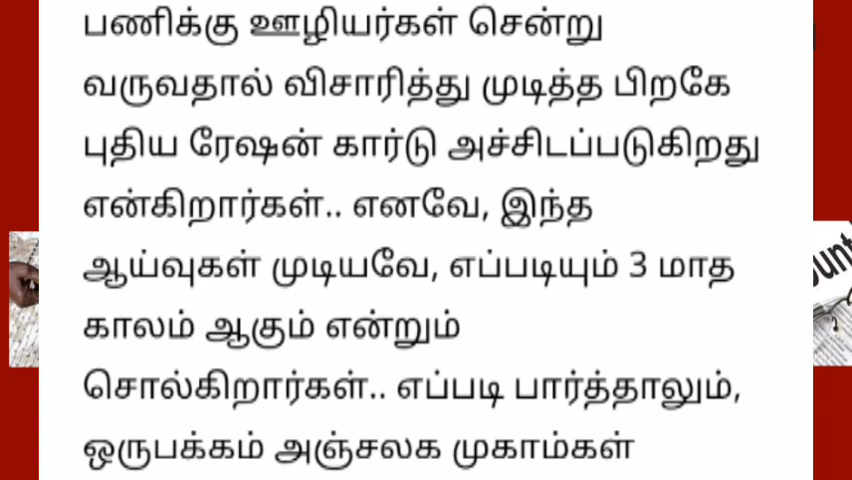 பணிக்கு ஊழியர்கள் சென்று
வருவதால் விசாரித்து முடித்த பிறகே
புதிய ரேஷன் கார்டு அச்சிடப்படுகிறது
என்கிறார்கள்.. எனவே, இந்த
ஆய்வுகள் முடியவே, எப்படியும் 3 மாத
காலம் ஆகும் என்றும்
சொல்கிறார்கள்.. எப்படி பார்த்தாலும்,
ஒருபக்கம் அஞ்சலக முகாம்கள்